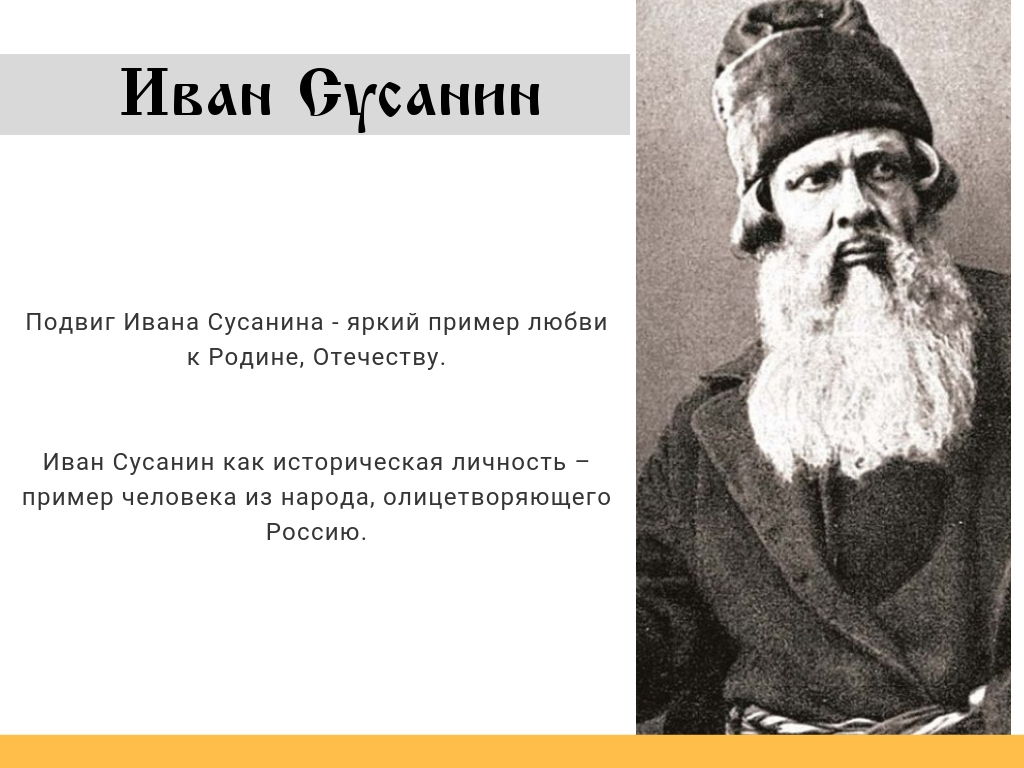 Иван Сусанин
Подвиг Ивана Сусанина - яркий пример любви
к Родине, Отечеству.
Иван Сусанин как историческая личность –
пример человека из народа, олицетворяющего
Россию.